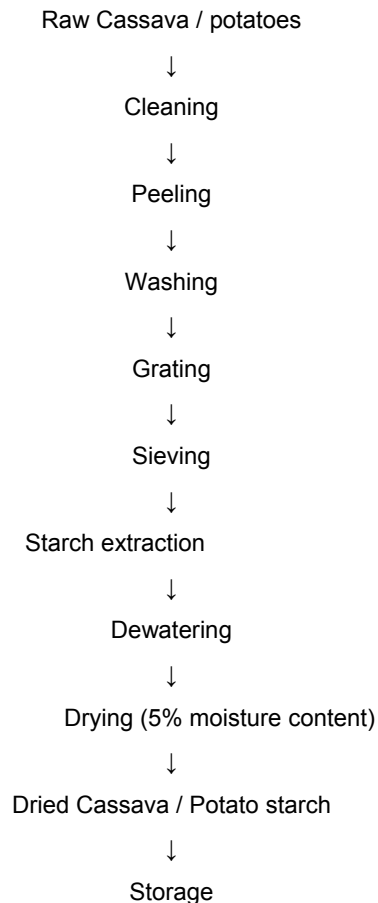 Raw Cassava / potatoes
↓
Cleaning
↓
Peeling
↓
Washing
↓
Grating
↓
Sieving
↓
Starch extraction
↓
Dewatering
↓
Drying (5% moisture content)
↓
Dried Cassava / Potato starch
↓
Storage